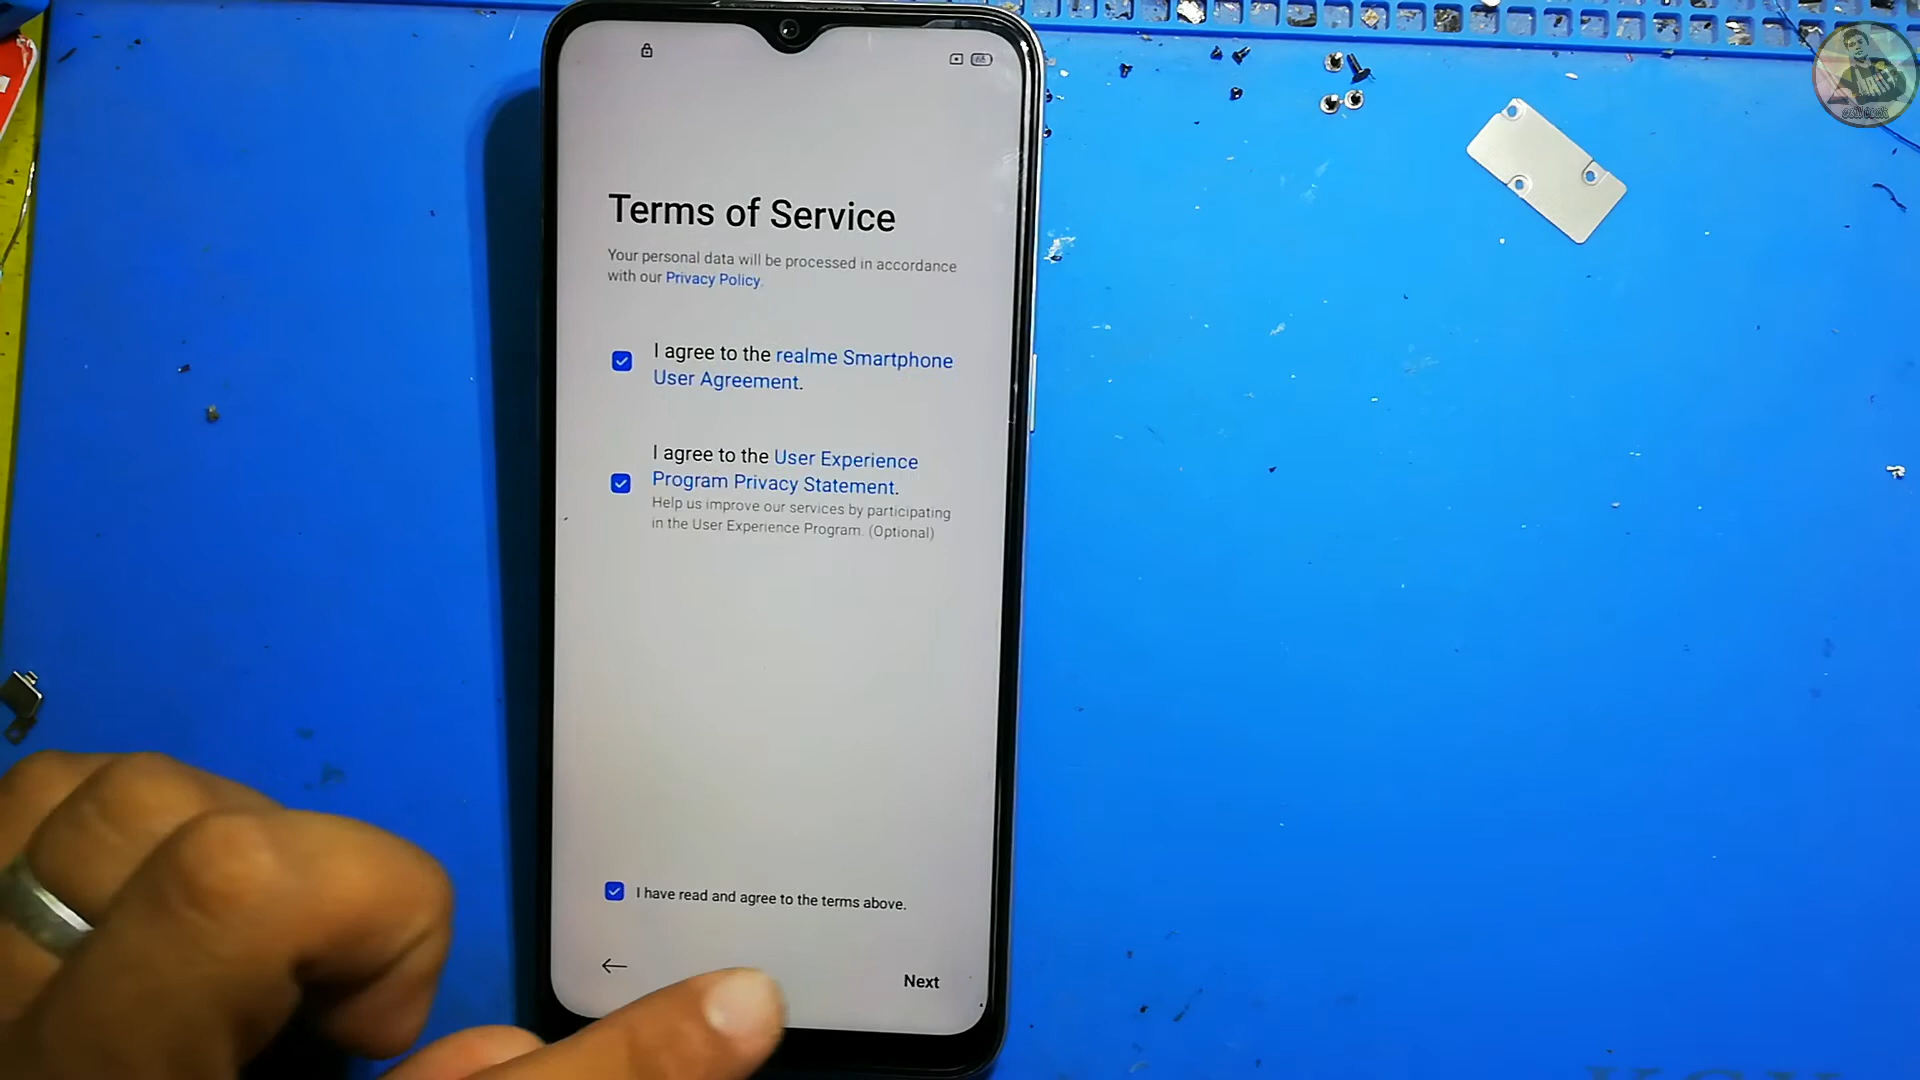 Terms of Service
Your personal data will be processed in accordance
with our Privacy Policy.
I agree to the realme Smartphone
User Agreement.
I agree to the User Experience
Program Privacy Statement.
Help us improve our services by participating
in the User Experience Program. (Optional)
I have read and agree to the terms above.
Next